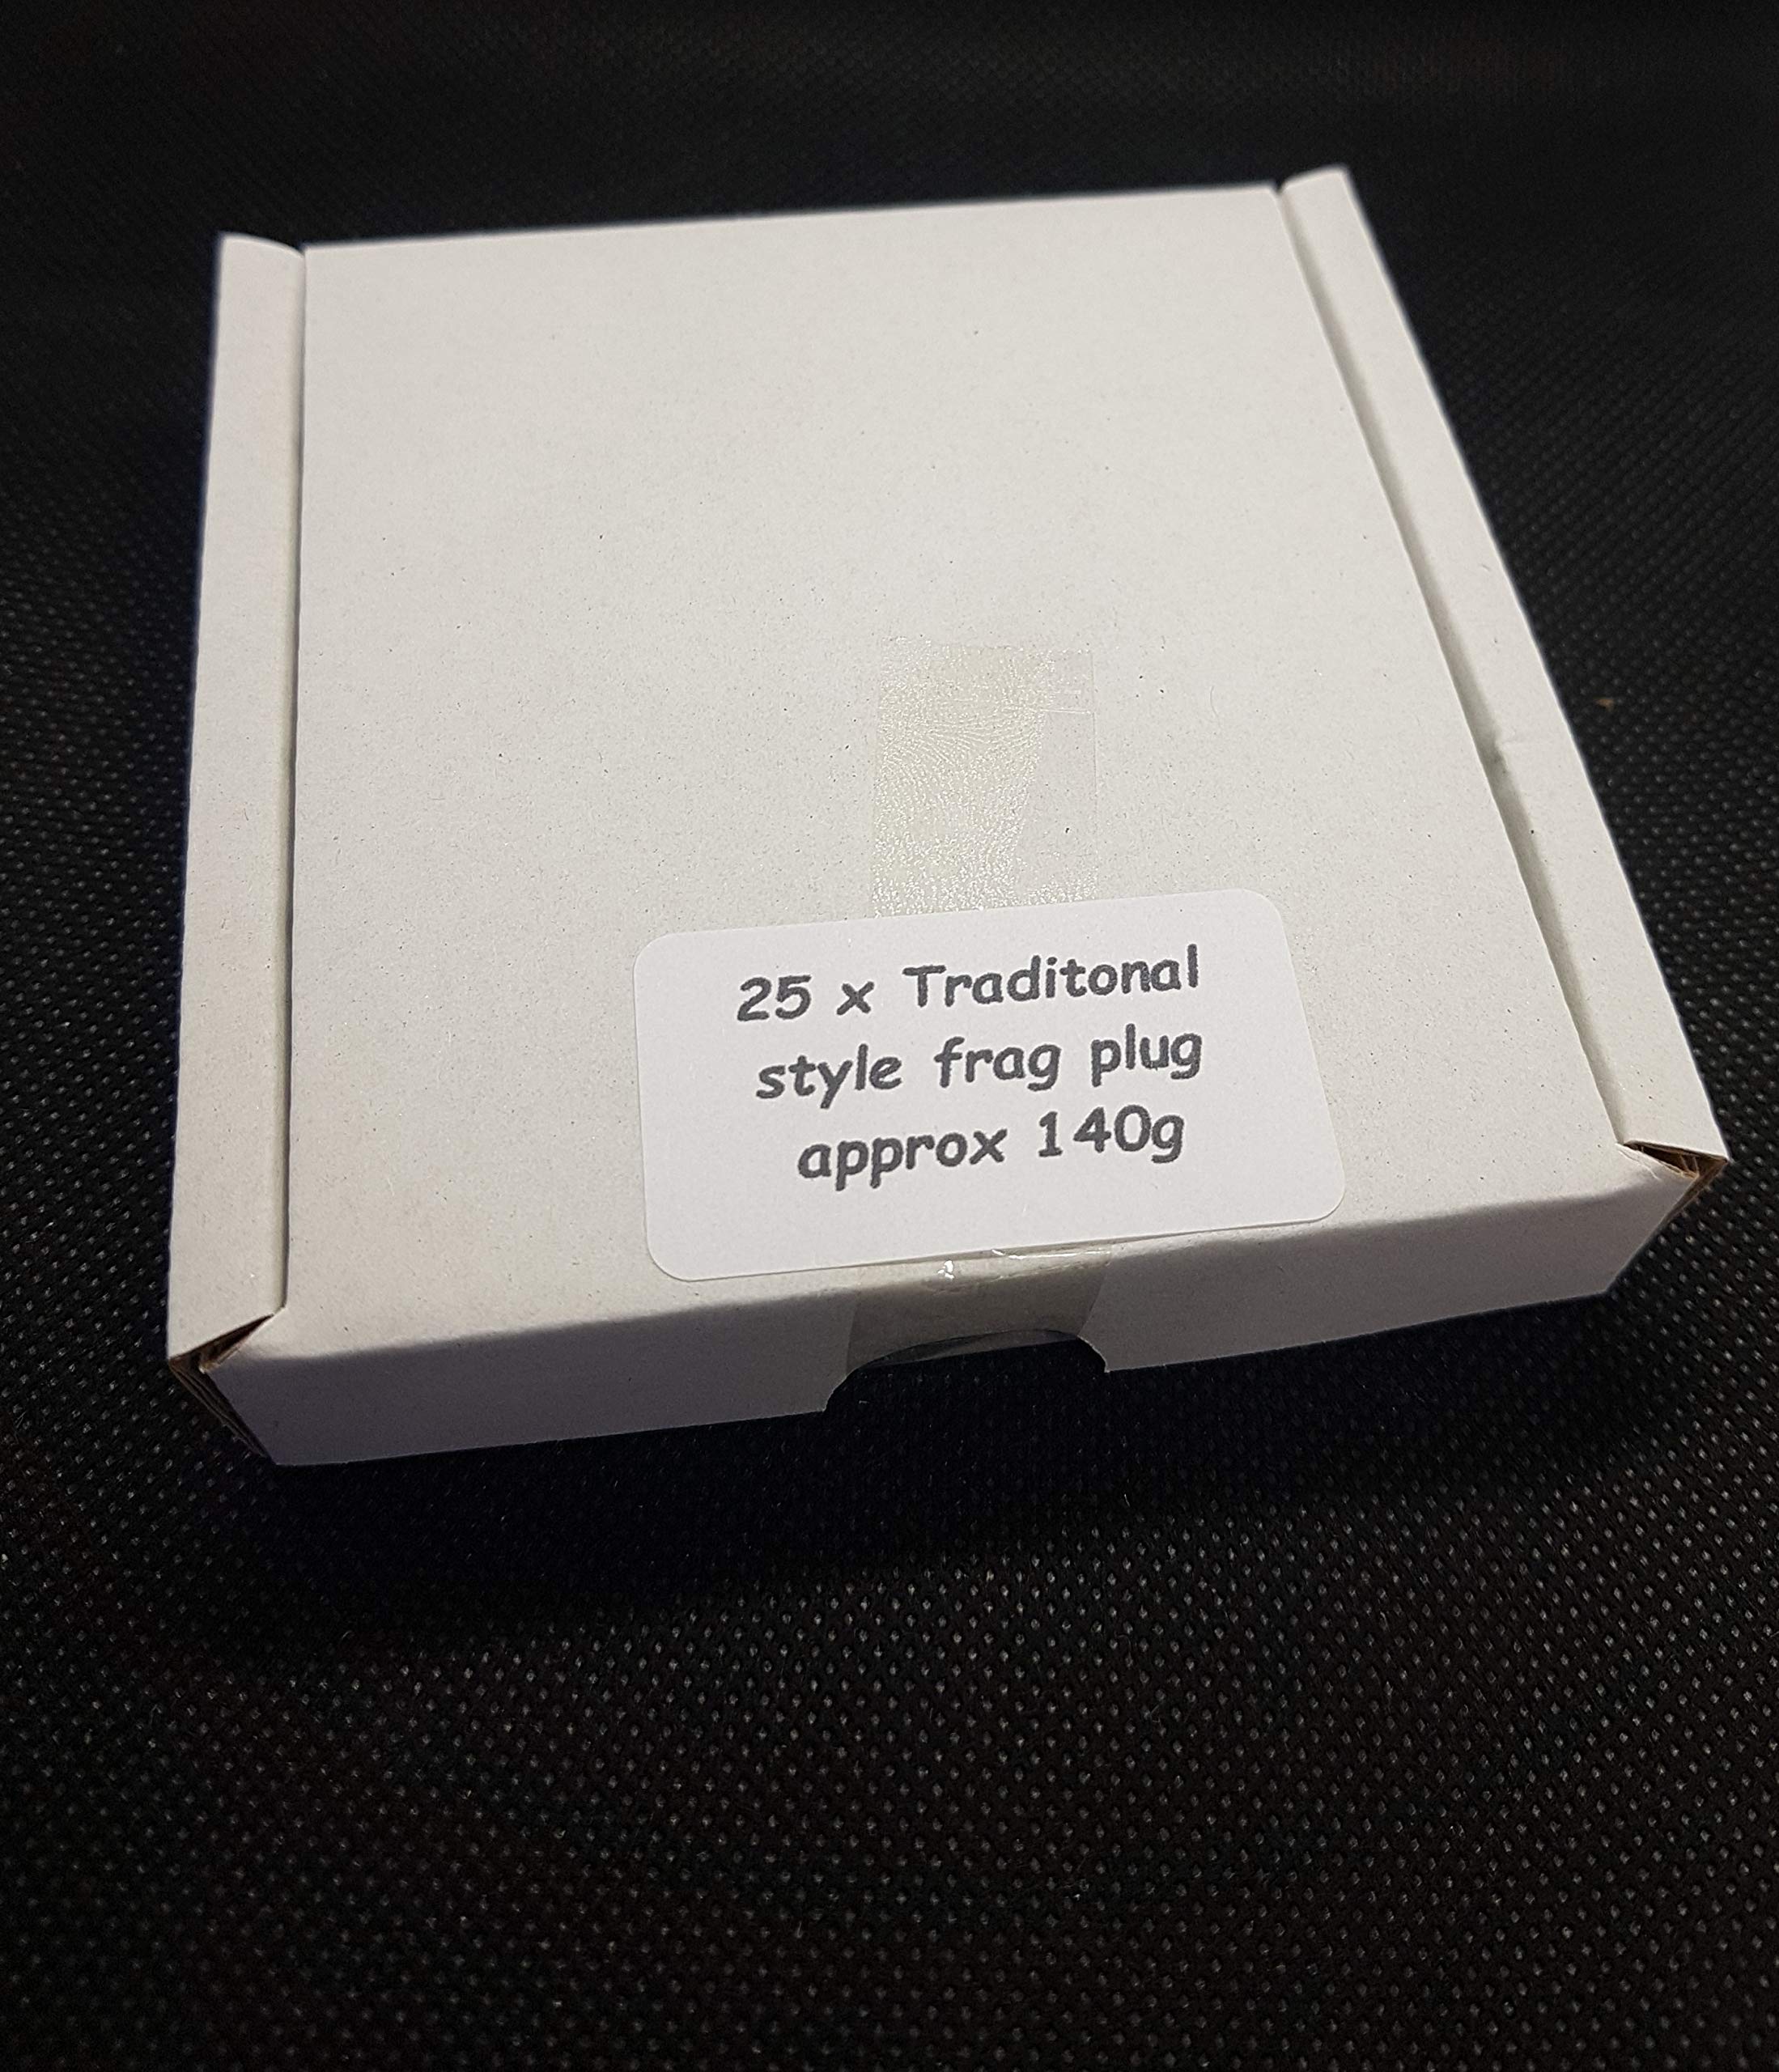 25 x Traditonal
style frag plug
approx 140g